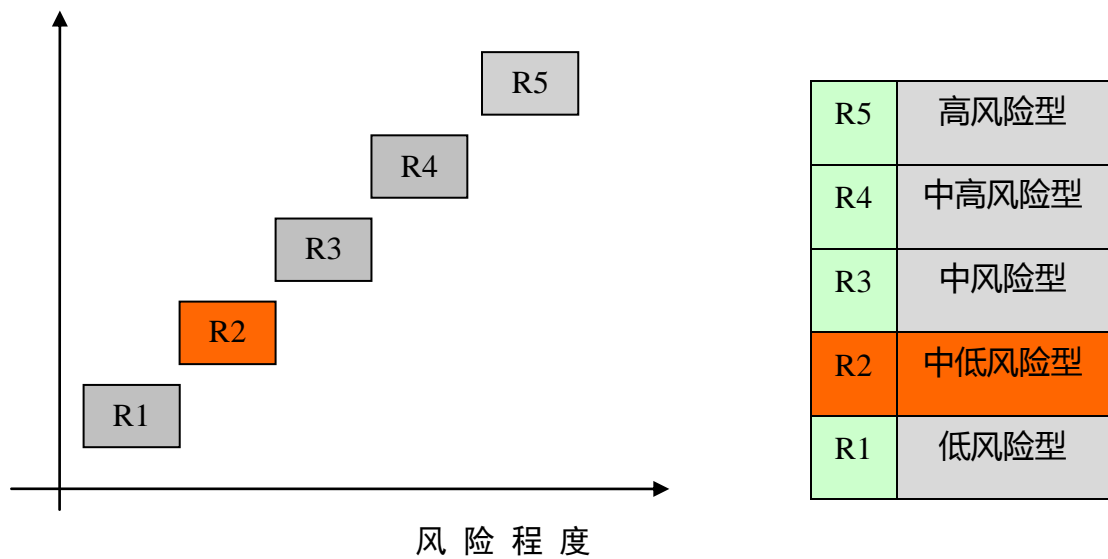 R5
R4
R3
R2
R1
风 险 程 度
R5 高风险型
R4 中高风险型
R3 中风险型
R2 中低风险型
R1 低风险型